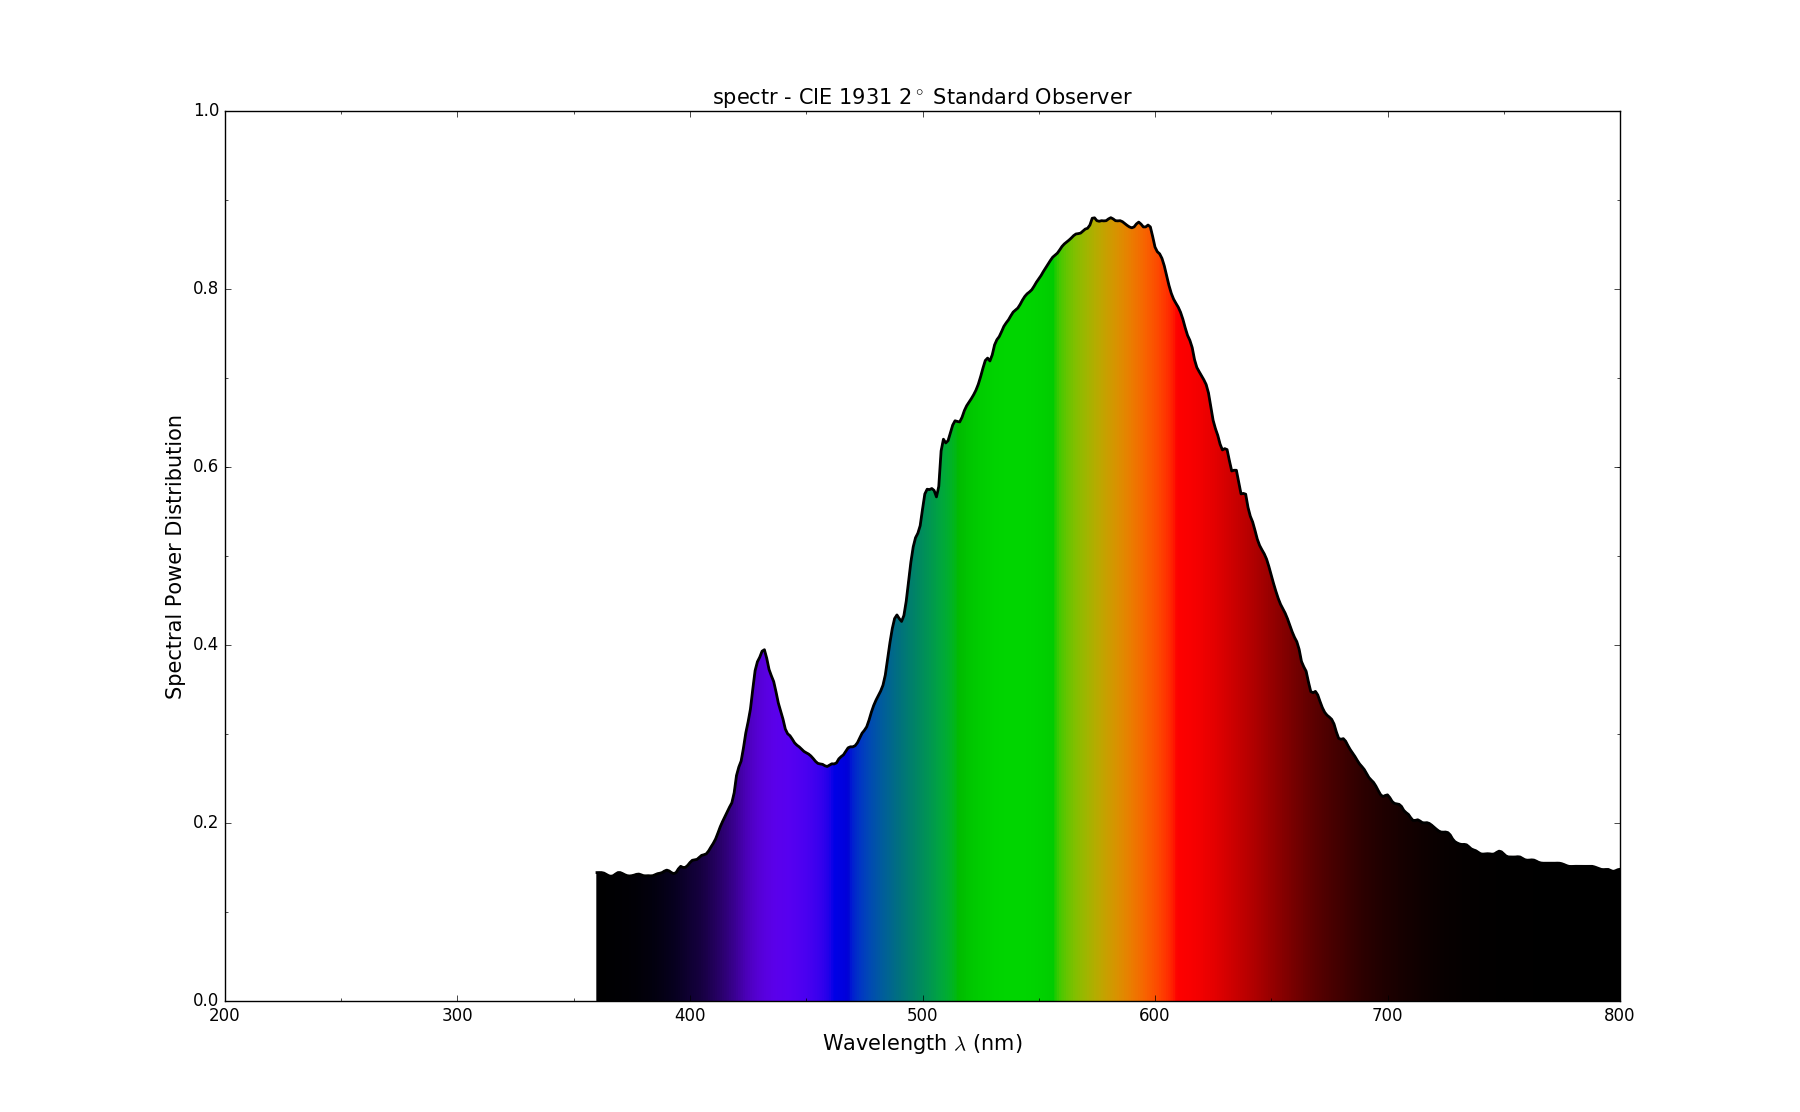 spectr - CIE 1931 2° Standard Observer
1.0
0.8
0.6
0.4
0.2
0.0
Spectral Power Distribution
200 300 400 500 600 700 800
Wavelength λ (nm)